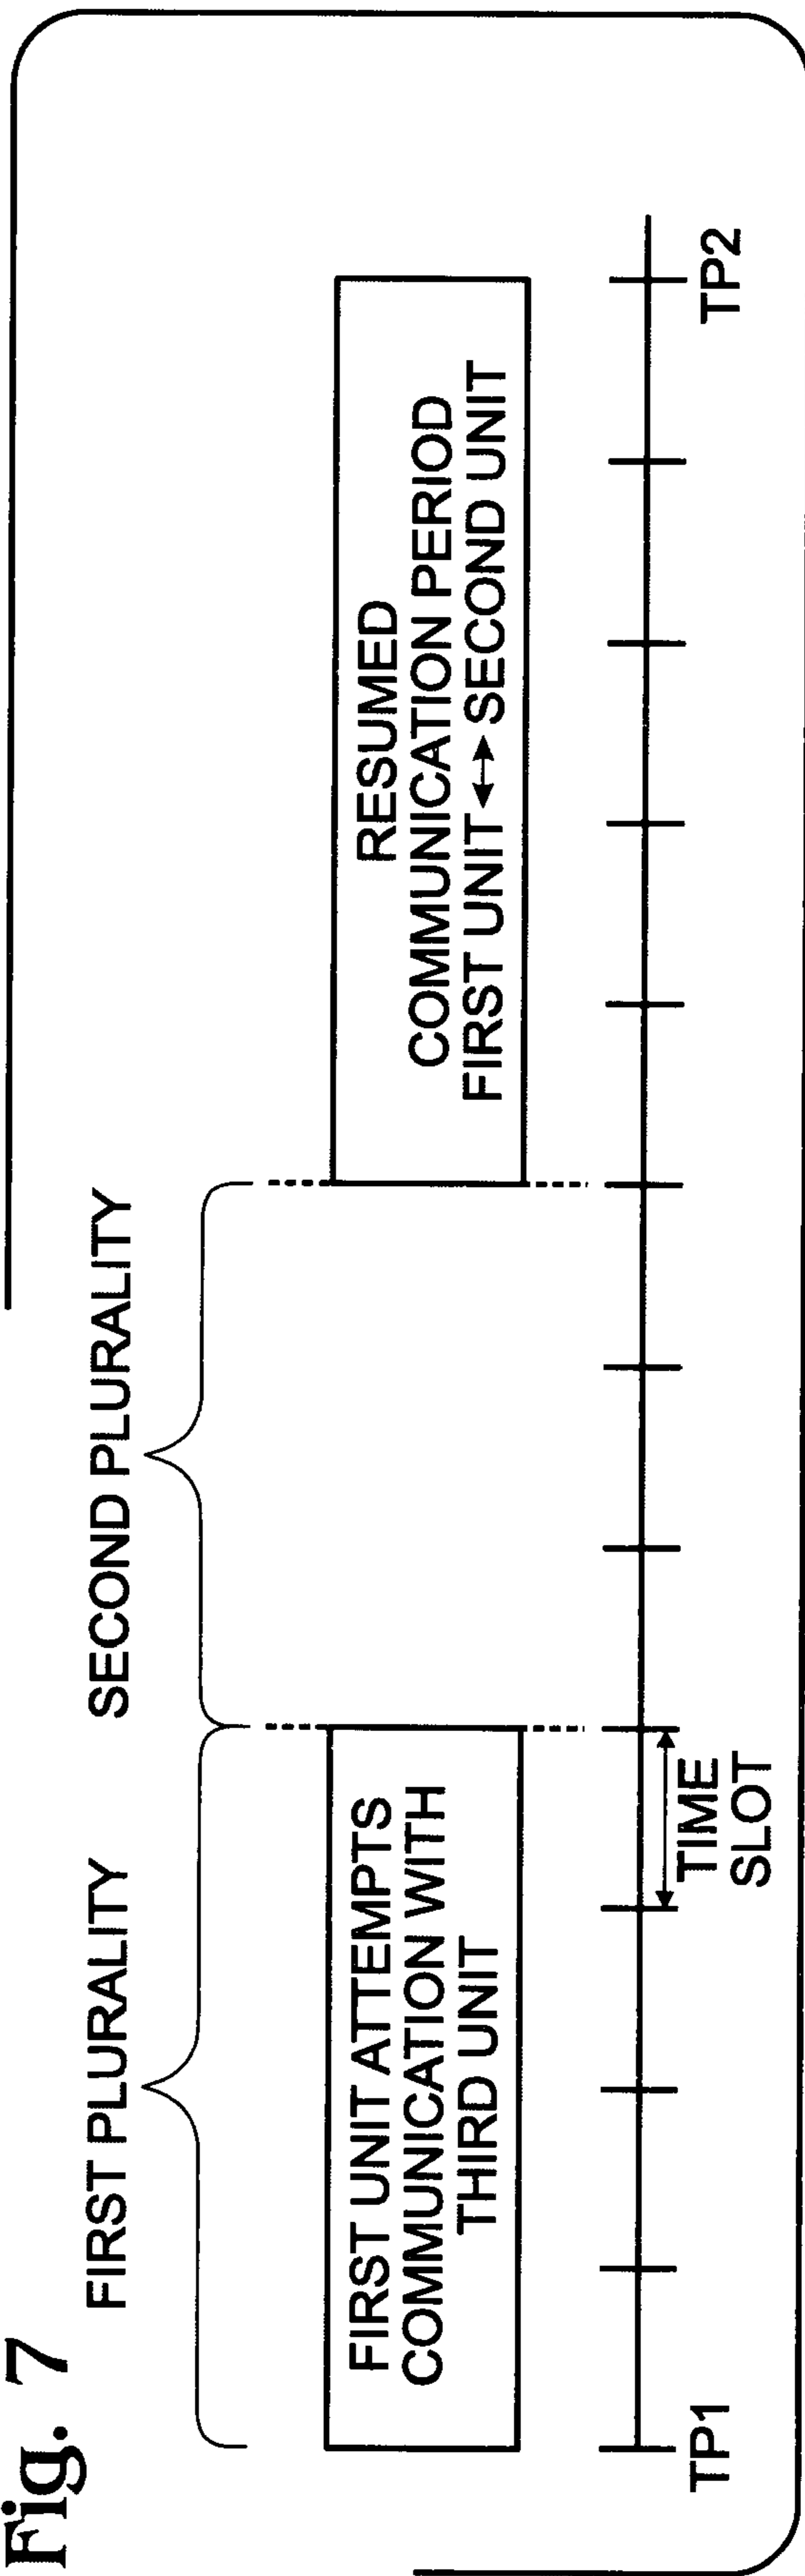 Fig. 7
FIRST PLURALITY
SECOND PLURALITY
FIRST UNIT ATTEMPTS
COMMUNICATION WITH
THIRD UNIT
RESUMED
COMMUNICATION PERIOD
FIRST UNIT ↔ SECOND UNIT
TP1
TIME
SLOT
TP2